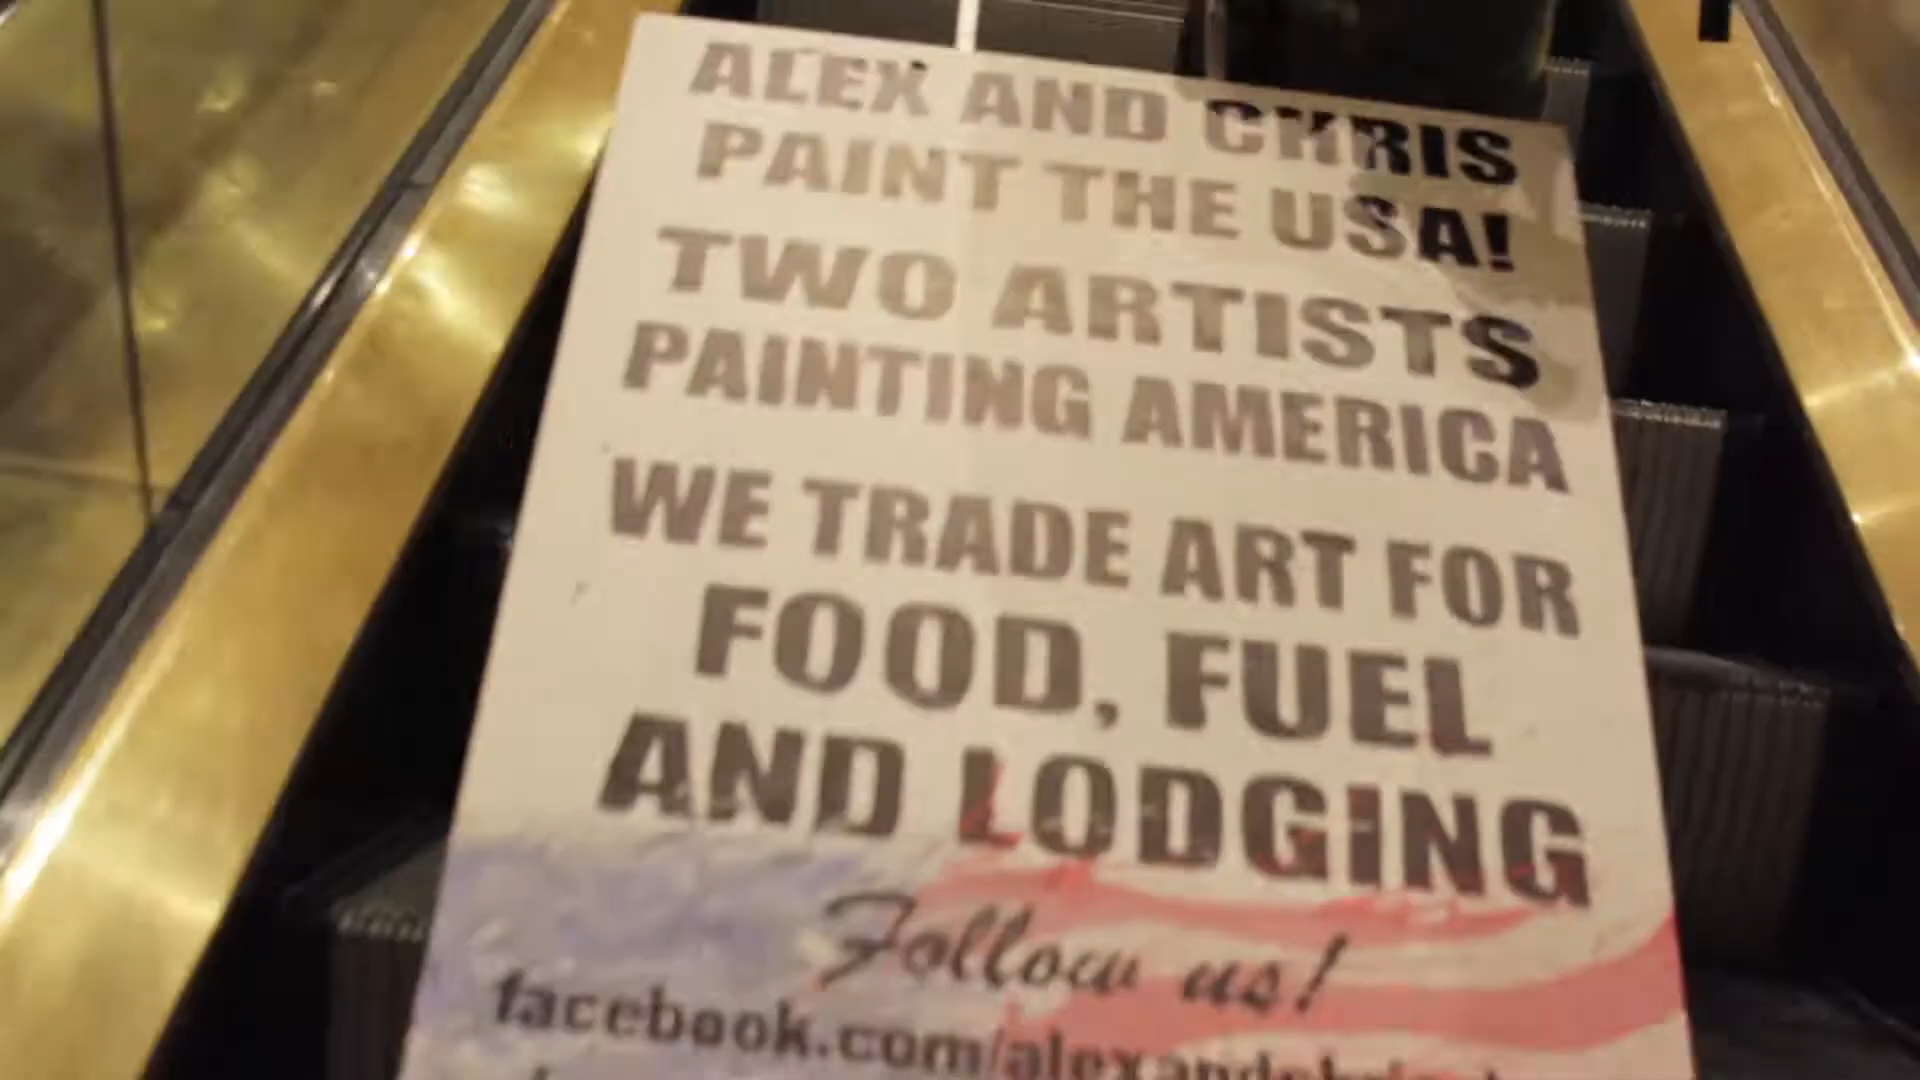 ALEX AND CHRIS
PAINT THE USA!
TWO ARTISTS
PAINTING AMERICA
WE TRADE ART FOR
FOOD, FUEL
AND LODGING
Follow us!